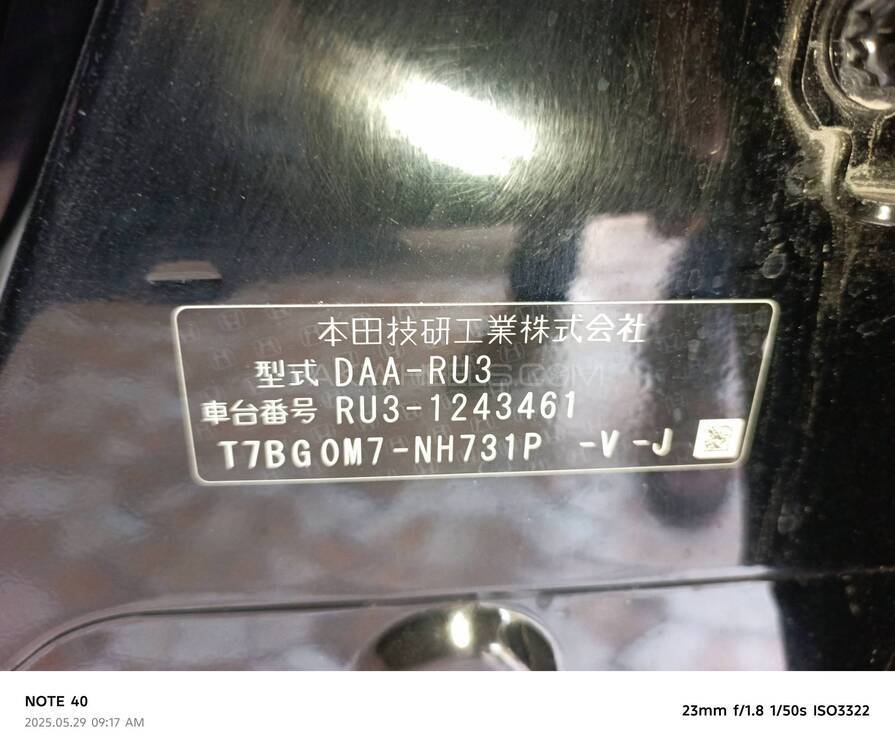 本田技研工業株式会社
型式 DAA-RU3
車台番号 RU3-1243461
T7BG0M7-NH731P -V-J
NOTE 40
2025.05.29 09:17 AM
23mm f/1.8 1/50s ISO3322